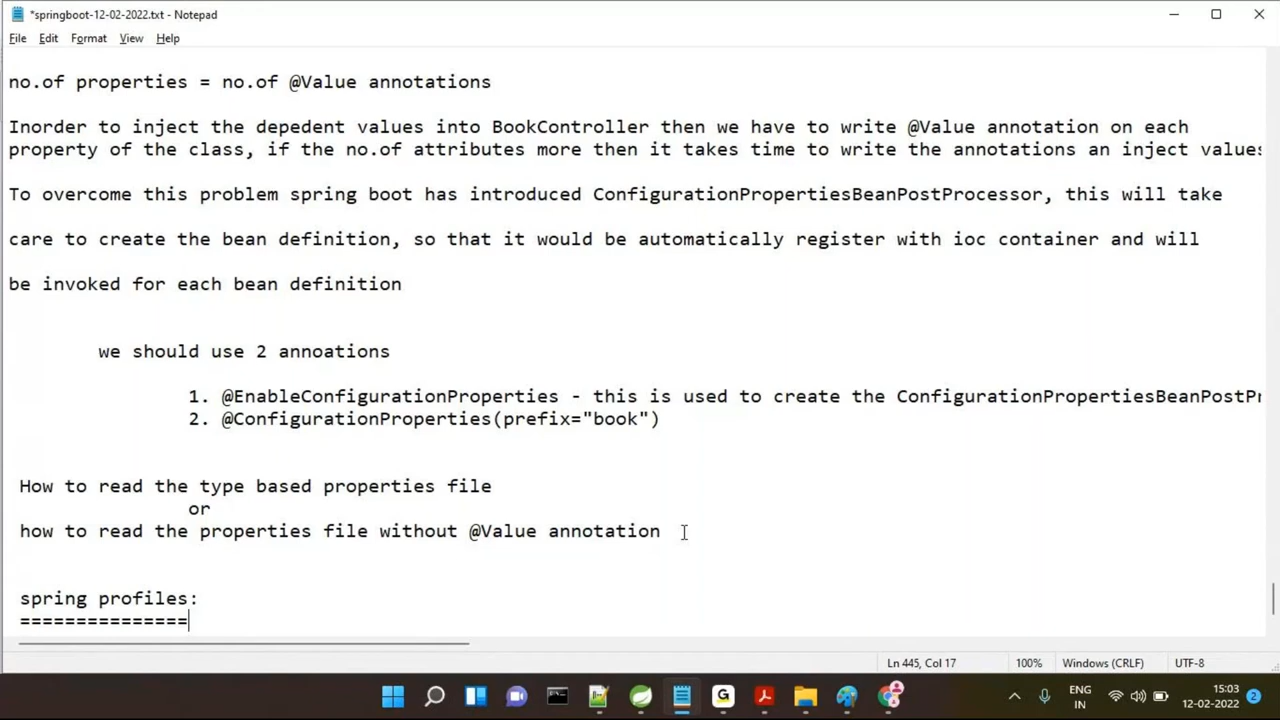 *springboot-12-02-2022.txt - Notepad
File Edit Format View Help
no.of properties = no.of @Value annotations
Inorder to inject the depedent values into BookController then we have to write @Value annotation on each
property of the class, if the no.of attributes more then it takes time to write the annotations an inject values
To overcome this problem spring boot has introduced ConfigurationPropertiesBeanPostProcessor, this will take
care to create the bean definition, so that it would be automatically register with ioc container and will
be invoked for each bean definition
we should use 2 annoations
1. @EnableConfigurationProperties - this is used to create the ConfigurationPropertiesBeanPostPr
2. @ConfigurationProperties(prefix="book")
How to read the type based properties file
or
how to read the properties file without @Value annotation
spring profiles:
===============
Ln 445, Col 17 100% Windows (CRLF) UTF-8
ENG
IN
15:03
12-02-2022
2